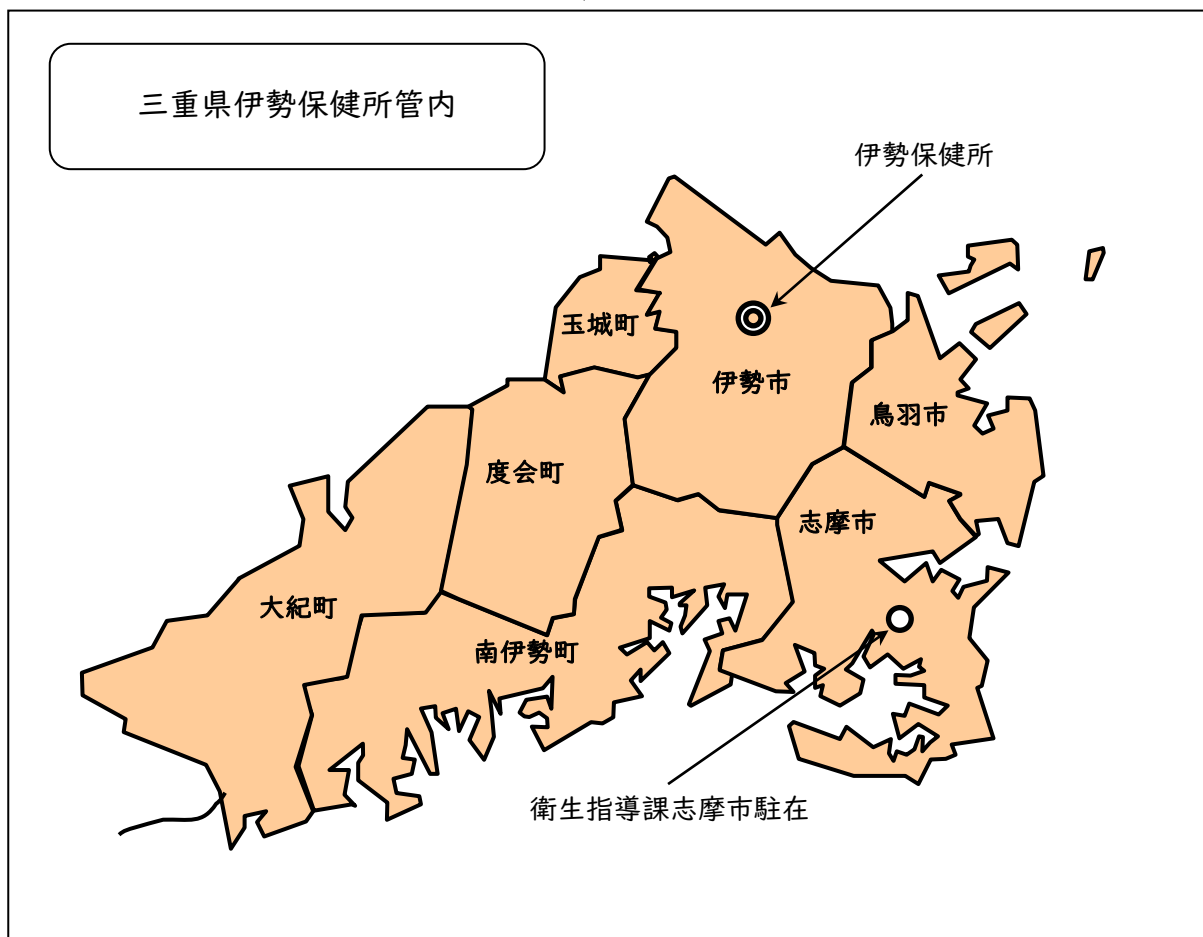 三重県伊勢保健所管内
伊勢保健所
玉城町
伊勢市
鳥羽市
度会町
志摩市
大紀町
南伊勢町
衛生指導課志摩市駐在